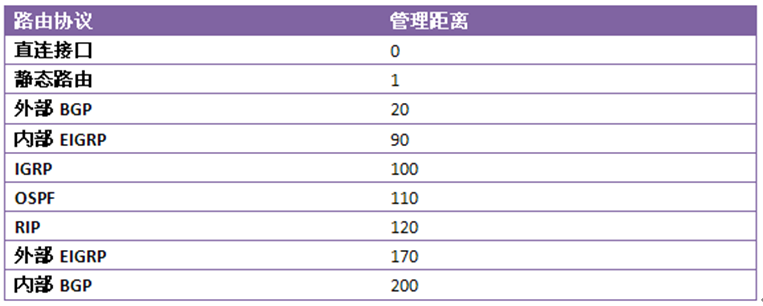 路由协议 管理距离
直连接口 0
静态路由 1
外部 BGP 20
内部 EIGRP 90
IGRP 100
OSPF 110
RIP 120
外部 EIGRP 170
内部 BGP 200